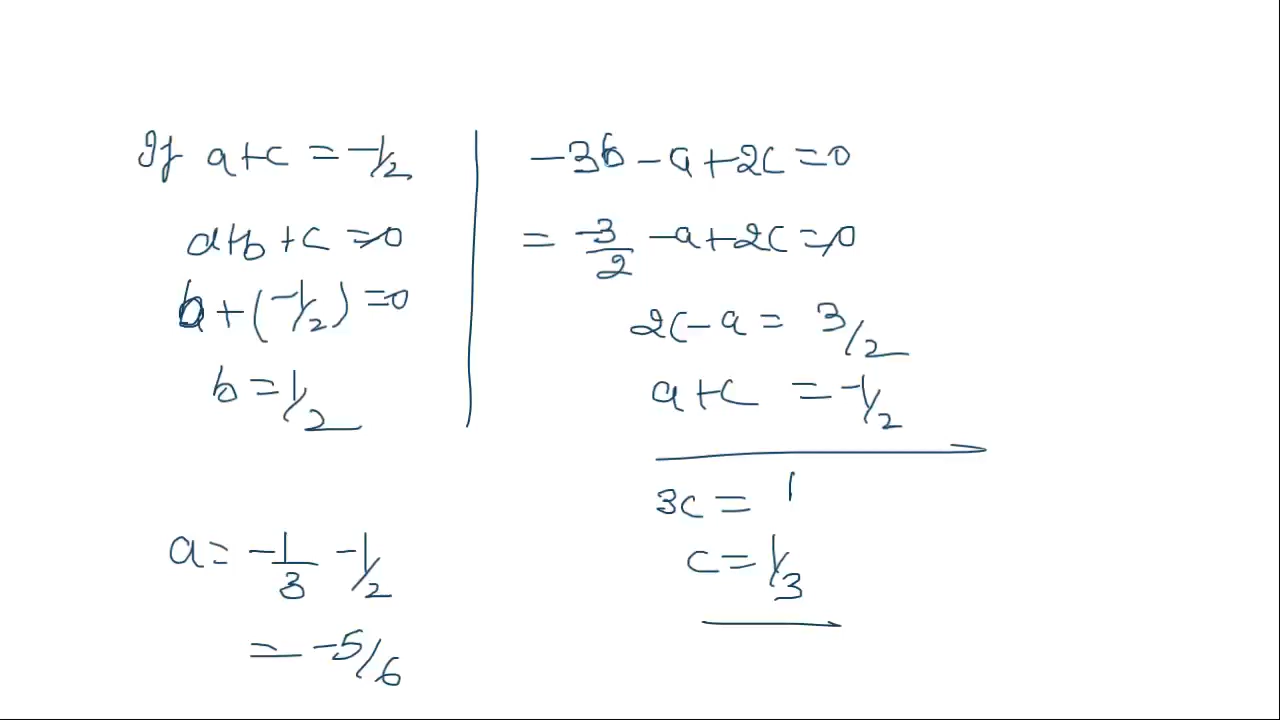 If a+c = -1/2
a+b+c = 0
b + (-1/2) = 0
b = 1/2
-3b - a + 2c = 0
= -3/2 - a + 2c = 0
2c - a = 3/2
a + c = -1/2
3c = 1
c = 1/3
a = -1/3 - 1/2
= -5/6